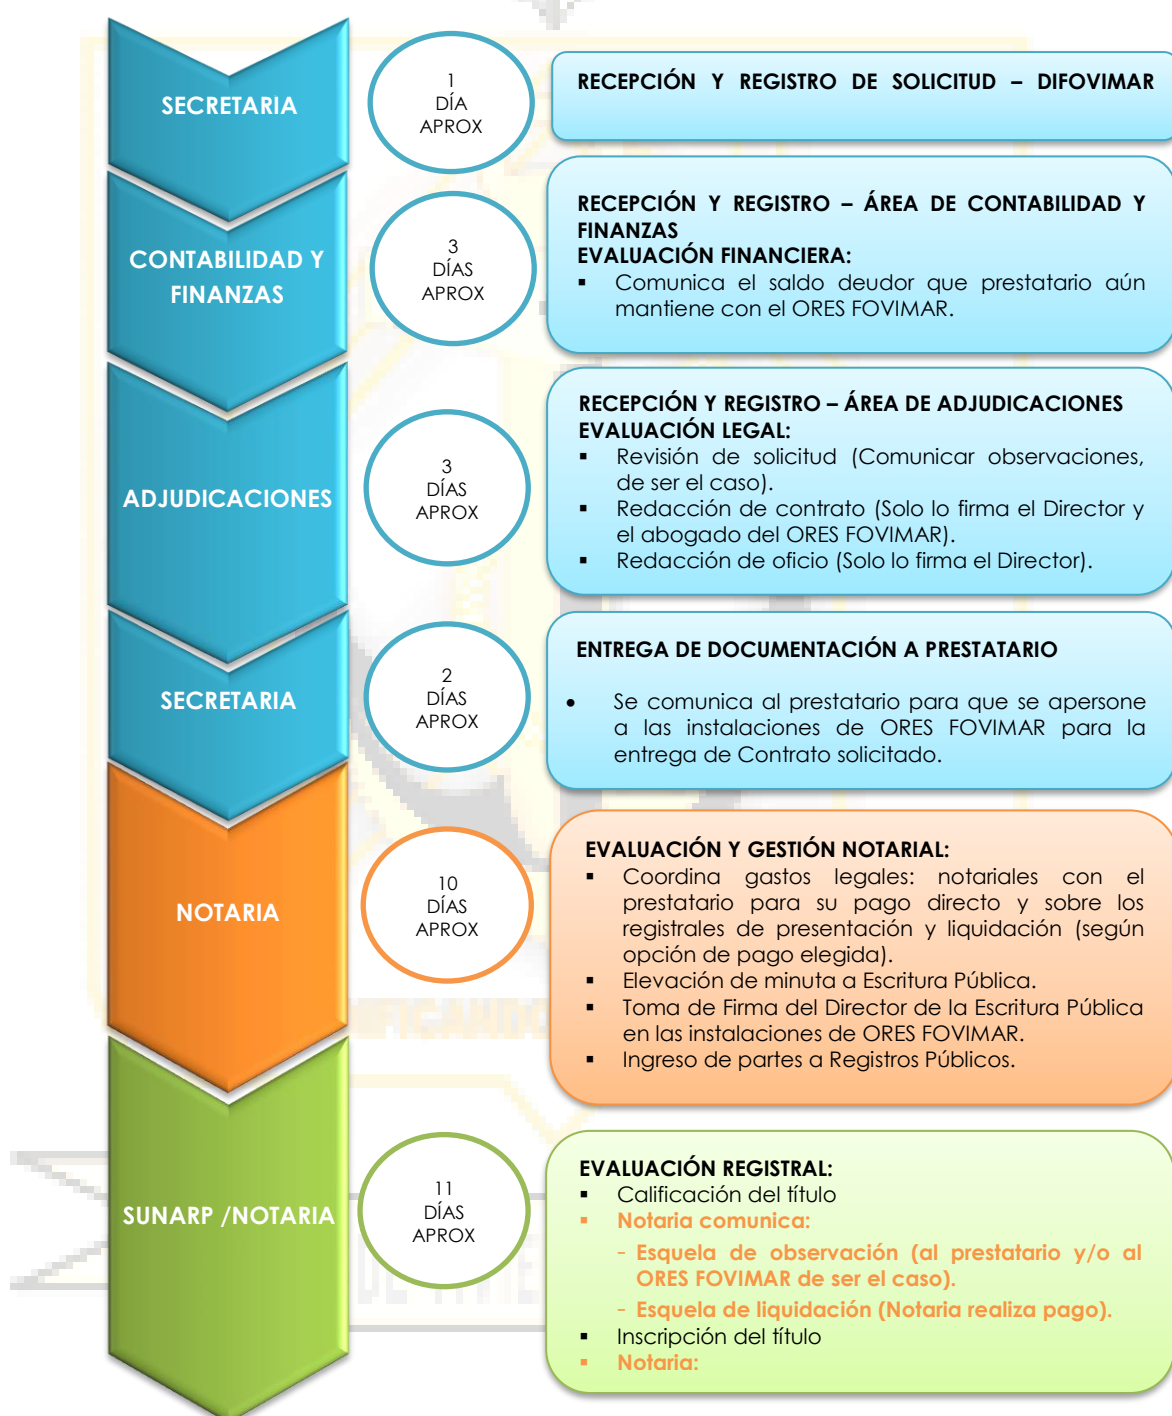 SECRETARIA
1
DÍA
APROX
RECEPCIÓN Y REGISTRO DE SOLICITUD – DIFOVIMAR
CONTABILIDAD Y
FINANZAS
3
DÍAS
APROX
RECEPCIÓN Y REGISTRO – ÁREA DE CONTABILIDAD Y
FINANZAS
EVALUACIÓN FINANCIERA:
▪ Comunica el saldo deudor que prestatario aún
mantiene con el ORES FOVIMAR.
ADJUDICACIONES
3
DÍAS
APROX
RECEPCIÓN Y REGISTRO – ÁREA DE ADJUDICACIONES
EVALUACIÓN LEGAL:
▪ Revisión de solicitud (Comunicar observaciones,
de ser el caso).
▪ Redacción de contrato (Solo lo firma el Director y
el abogado del ORES FOVIMAR).
▪ Redacción de oficio (Solo lo firma el Director).
SECRETARIA
2
DÍAS
APROX
ENTREGA DE DOCUMENTACIÓN A PRESTATARIO
• Se comunica al prestatario para que se apersone
a las instalaciones de ORES FOVIMAR para la
entrega de Contrato solicitado.
NOTARIA
10
DÍAS
APROX
EVALUACIÓN Y GESTIÓN NOTARIAL:
▪ Coordina gastos legales: notariales con el
prestatario para su pago directo y sobre los
registrales de presentación y liquidación (según
opción de pago elegida).
▪ Elevación de minuta a Escritura Pública.
▪ Toma de Firma del Director de la Escritura Pública
en las instalaciones de ORES FOVIMAR.
▪ Ingreso de partes a Registros Públicos.
SUNARP /NOTARIA
11
DÍAS
APROX
EVALUACIÓN REGISTRAL:
▪ Calificación del título
▪ Notaria comunica:
- Esquela de observación (al prestatario y/o al
ORES FOVIMAR de ser el caso).
- Esquela de liquidación (Notaria realiza pago).
▪ Inscripción del título
▪ Notaria: